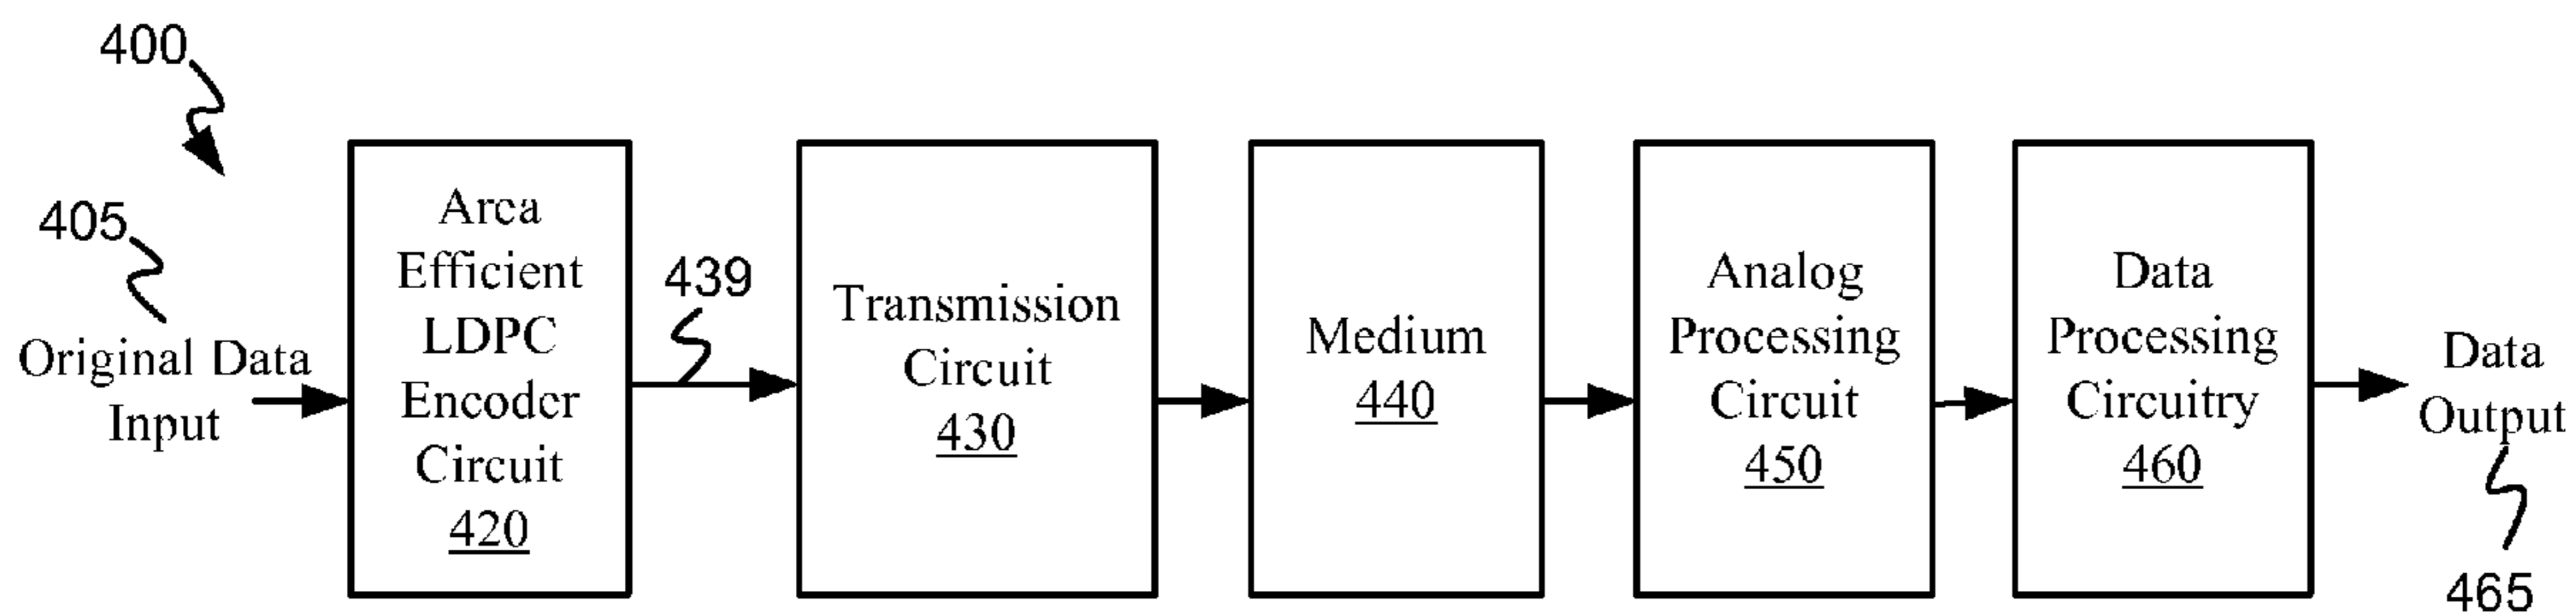 400
405
Original Data
Input
Area
Efficient
LDPC
Encoder
Circuit
420
439
Transmission
Circuit
430
Medium
440
Analog
Processing
Circuit
450
Data
Processing
Circuitry
460
Data
Output
465